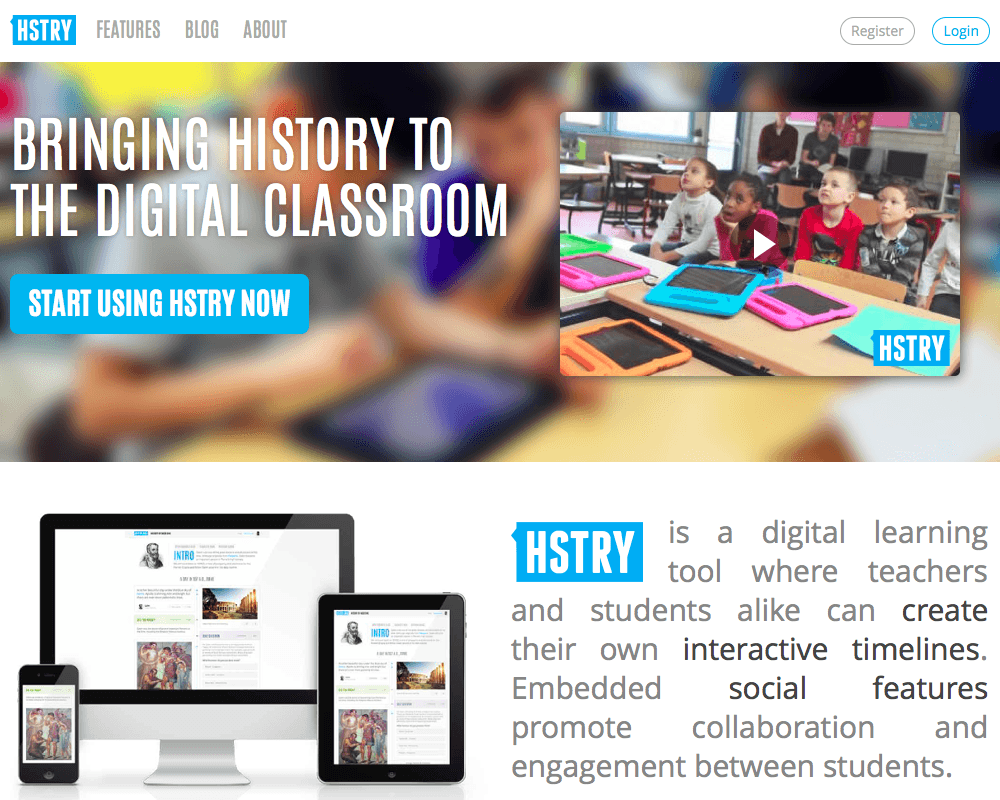 HSTRY FEATURES BLOG ABOUT Register Login
BRINGING HISTORY TO
THE DIGITAL CLASSROOM
START USING HSTRY NOW
HSTRY
INTRO
INTRO
HSTRY is a digital learning
tool where teachers
and students alike can create
their own interactive timelines.
Embedded social features
promote collaboration and
engagement between students.